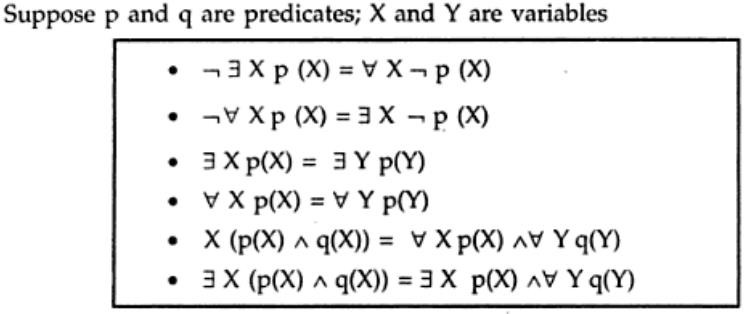 Suppose p and q are predicates; X and Y are variables
• ¬ ∃ X p (X) = ∀ X ¬ p (X)
• ¬∀ X p (X) = ∃ X ¬ p (X)
• ∃ X p(X) = ∃ Y p(Y)
• ∀ X p(X) = ∀ Y p(Y)
• X (p(X) ∧ q(X)) = ∀ X p(X) ∧∀ Y q(Y)
• ∃ X (p(X) ∧ q(X)) = ∃ X p(X) ∧∀ Y q(Y)